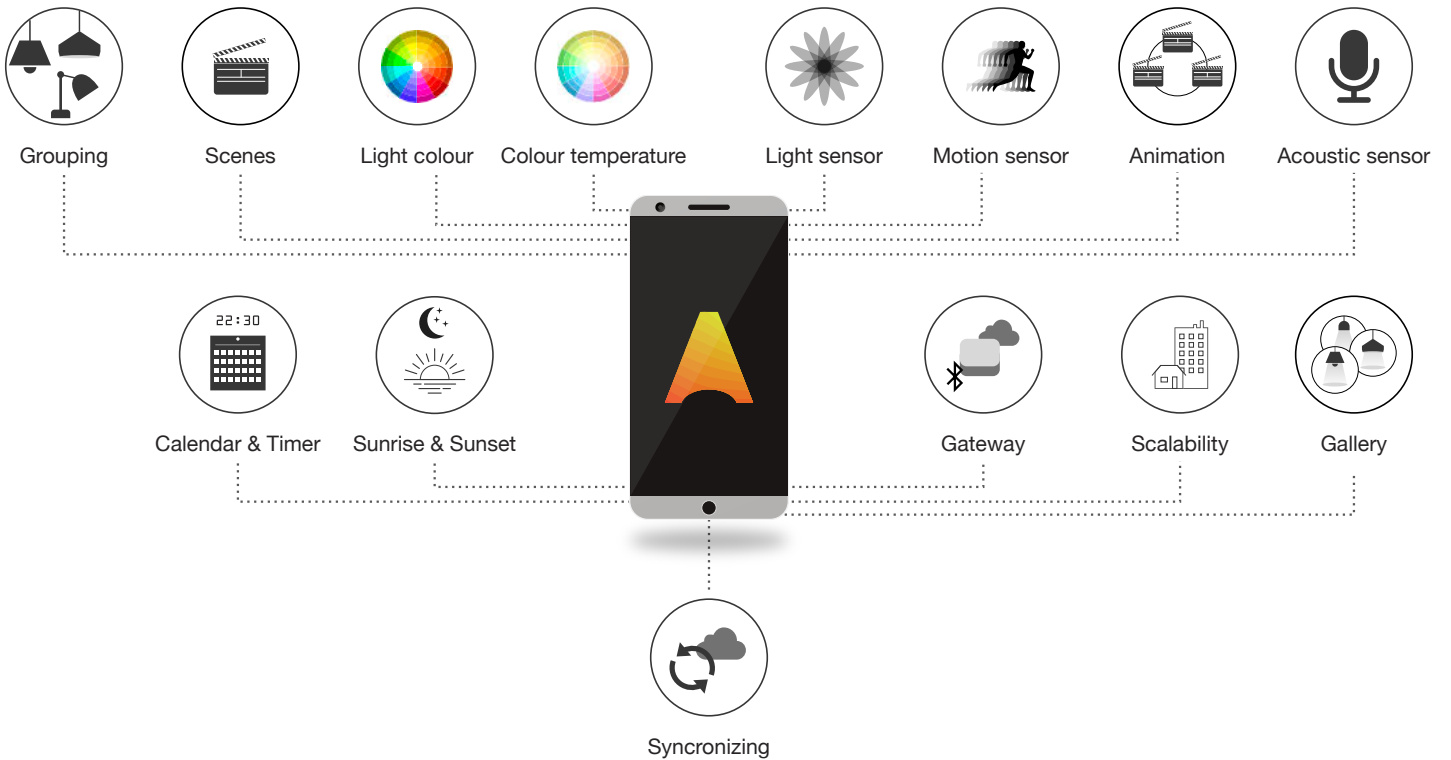 Grouping
Scenes
Light colour
Colour temperature
Light sensor
Motion sensor
Animation
Acoustic sensor
22:30
Calendar & Timer
Sunrise & Sunset
Gateway
Scalability
Gallery
Syncronizing